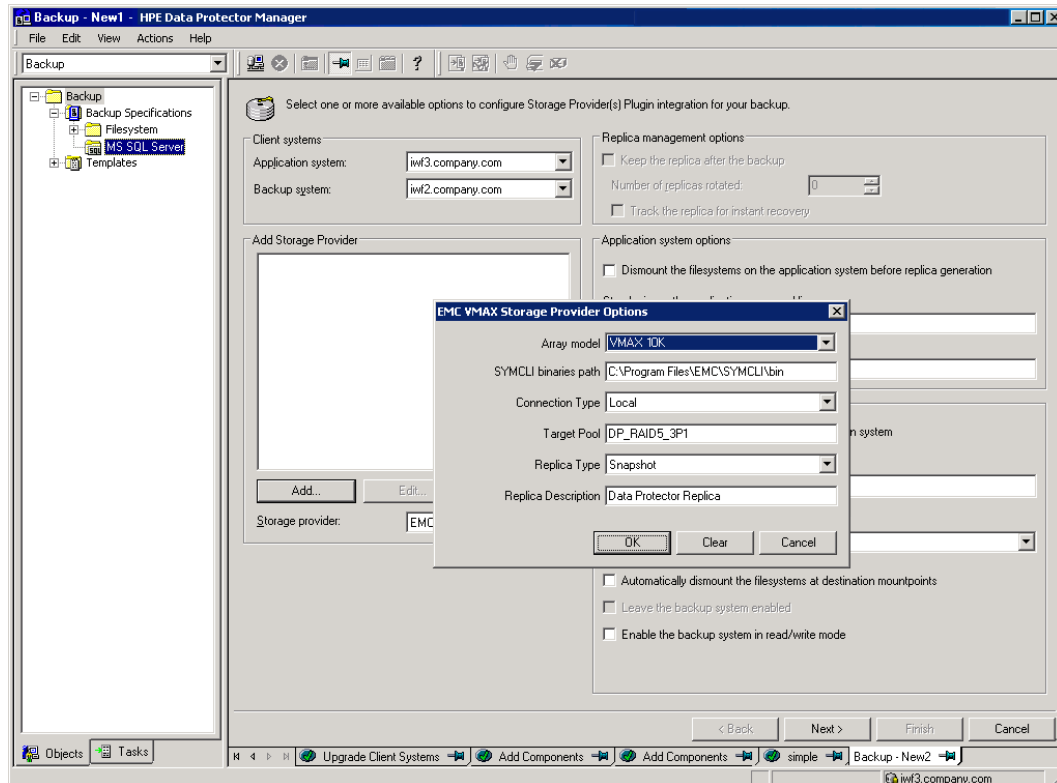 Backup - New1 - HPE Data Protector Manager
File Edit View Actions Help
Backup
Backup
Backup Specifications
Filesystem
MS SQL Server
Templates
Select one or more available options to configure Storage Provider(s) Plugin integration for your backup.
Client systems
Application system: iwf3.company.com
Backup system: iwf2.company.com
Replica management options
Keep the replica after the backup
Number of replicas rotated: 0
Track the replica for instant recovery
Add Storage Provider
Add... Edit...
Storage provider: EMC
Application system options
Dismount the filesystems on the application system before replica generation
EMC VMAX Storage Provider Options
Array model VMAX 10K
SYMCLI binaries path C:\Program Files\EMC\SYMCLI\bin
Connection Type Local
Target Pool DP_RAID5_3P1
Replica Type Snapshot
Replica Description Data Protector Replica
OK Clear Cancel
n system
Automatically dismount the filesystems at destination mountpoints
Leave the backup system enabled
Enable the backup system in read/write mode
< Back Next > Finish Cancel
Objects Tasks
Upgrade Client Systems Add Components Add Components simple Backup - New2
iwf3.company.com